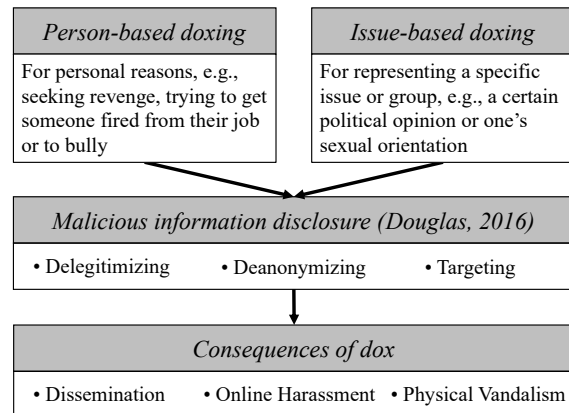 Person-based doxing
For personal reasons, e.g.,
seeking revenge, trying to get
someone fired from their job
or to bully
Issue-based doxing
For representing a specific
issue or group, e.g., a certain
political opinion or one's
sexual orientation
Malicious information disclosure (Douglas, 2016)
• Delegitimizing • Deanonymizing • Targeting
Consequences of dox
• Dissemination • Online Harassment • Physical Vandalism